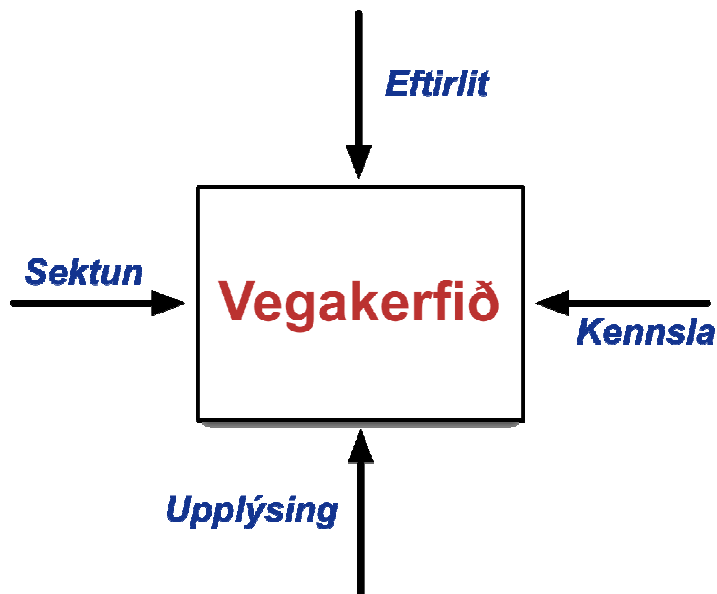 Eftirlit
Sektun
Vegakerfið
Kennsla
Upplýsing